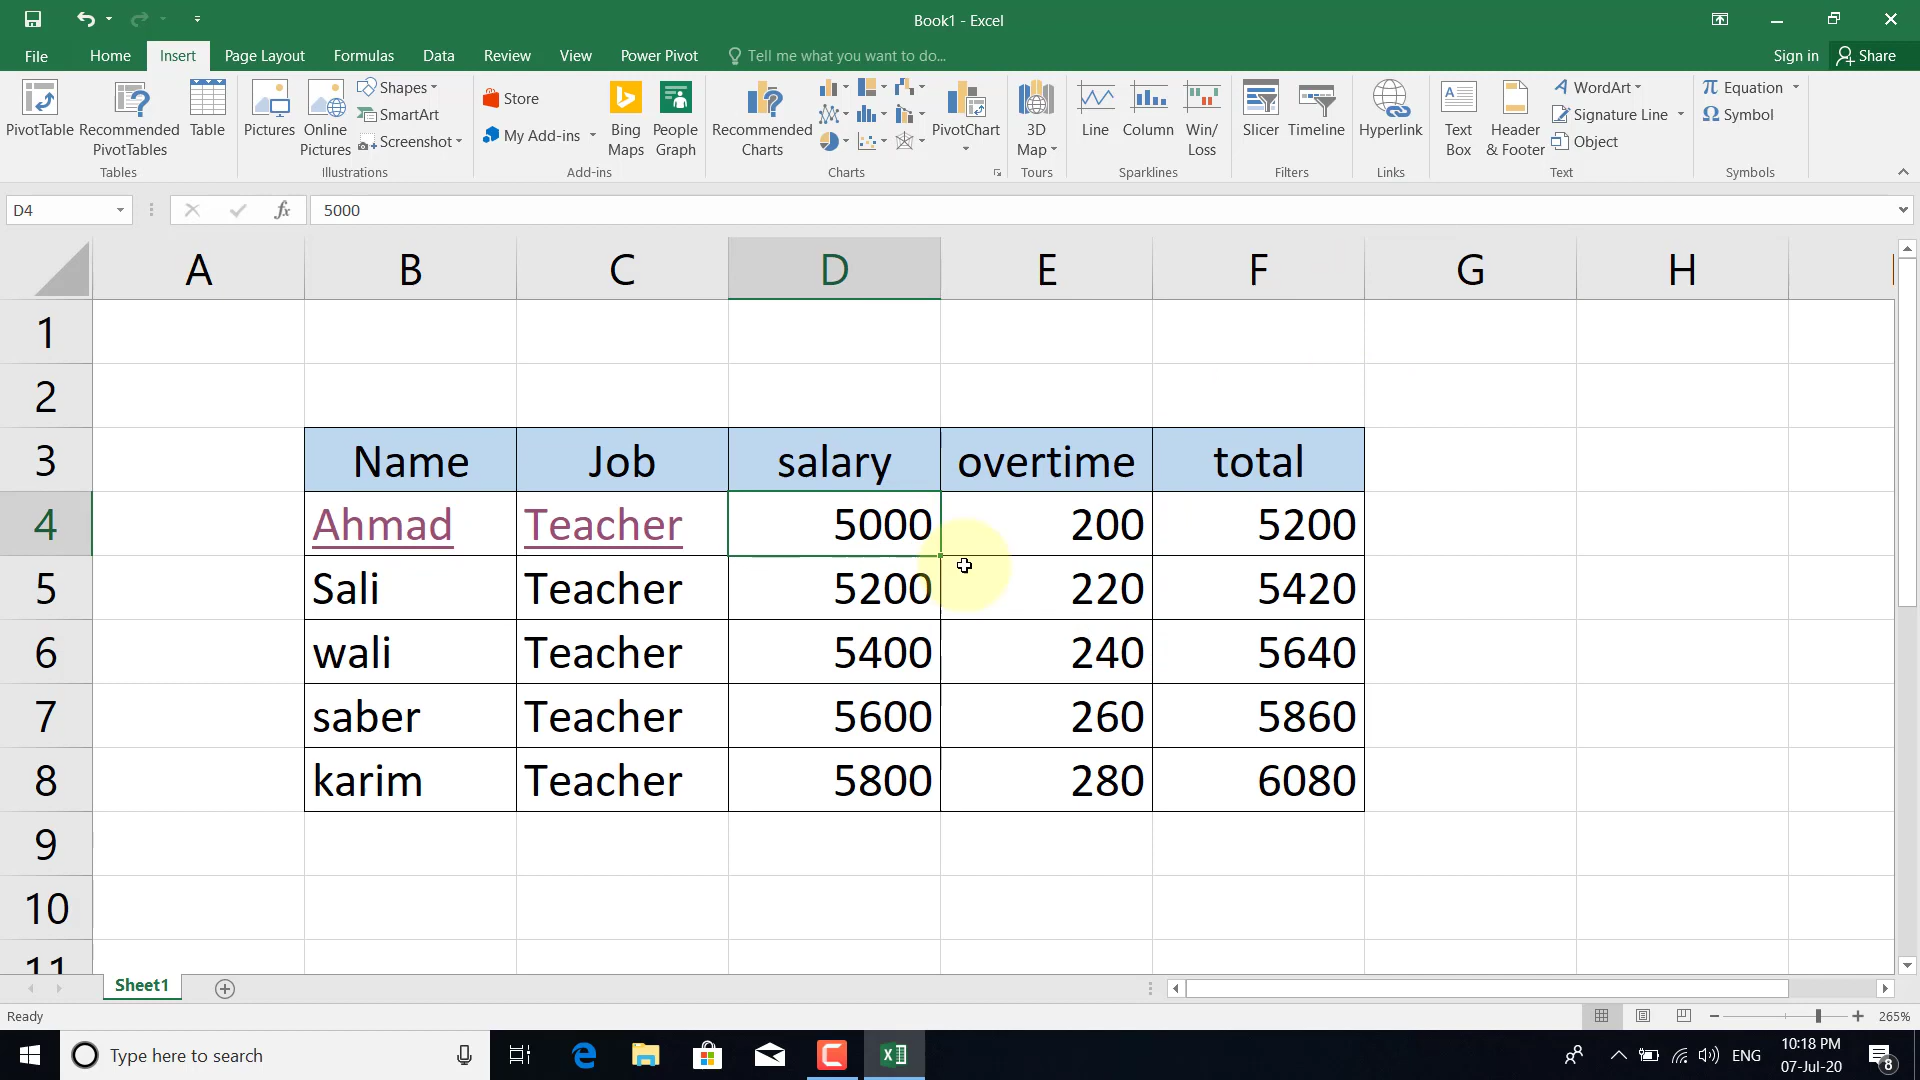 Book1 - Excel
File Home Insert Page Layout Formulas Data Review View Power Pivot Tell me what you want to do... Sign in Share
PivotTable
Recommended PivotTables
Table
Tables
Pictures
Online Pictures
Shapes
SmartArt
Screenshot
Illustrations
Store
My Add-ins
Bing Maps
People Graph
Add-ins
Recommended Charts
PivotChart
Charts
3D Map
Tours
Line
Column
Win/ Loss
Sparklines
Slicer
Timeline
Filters
Hyperlink
Links
Text Box
Header & Footer
WordArt
Signature Line
Object
Text
Equation
Symbol
Symbols
D4 fx 5000
A B C D E F G H
1
2
3 Name Job salary overtime total
4 Ahmad Teacher 5000 200 5200
5 Sali Teacher 5200 220 5420
6 wali Teacher 5400 240 5640
7 saber Teacher 5600 260 5860
8 karim Teacher 5800 280 6080
9
10
11
Sheet1
Ready 265%
Type here to search
ENG
10:18 PM
07-Jul-20
8